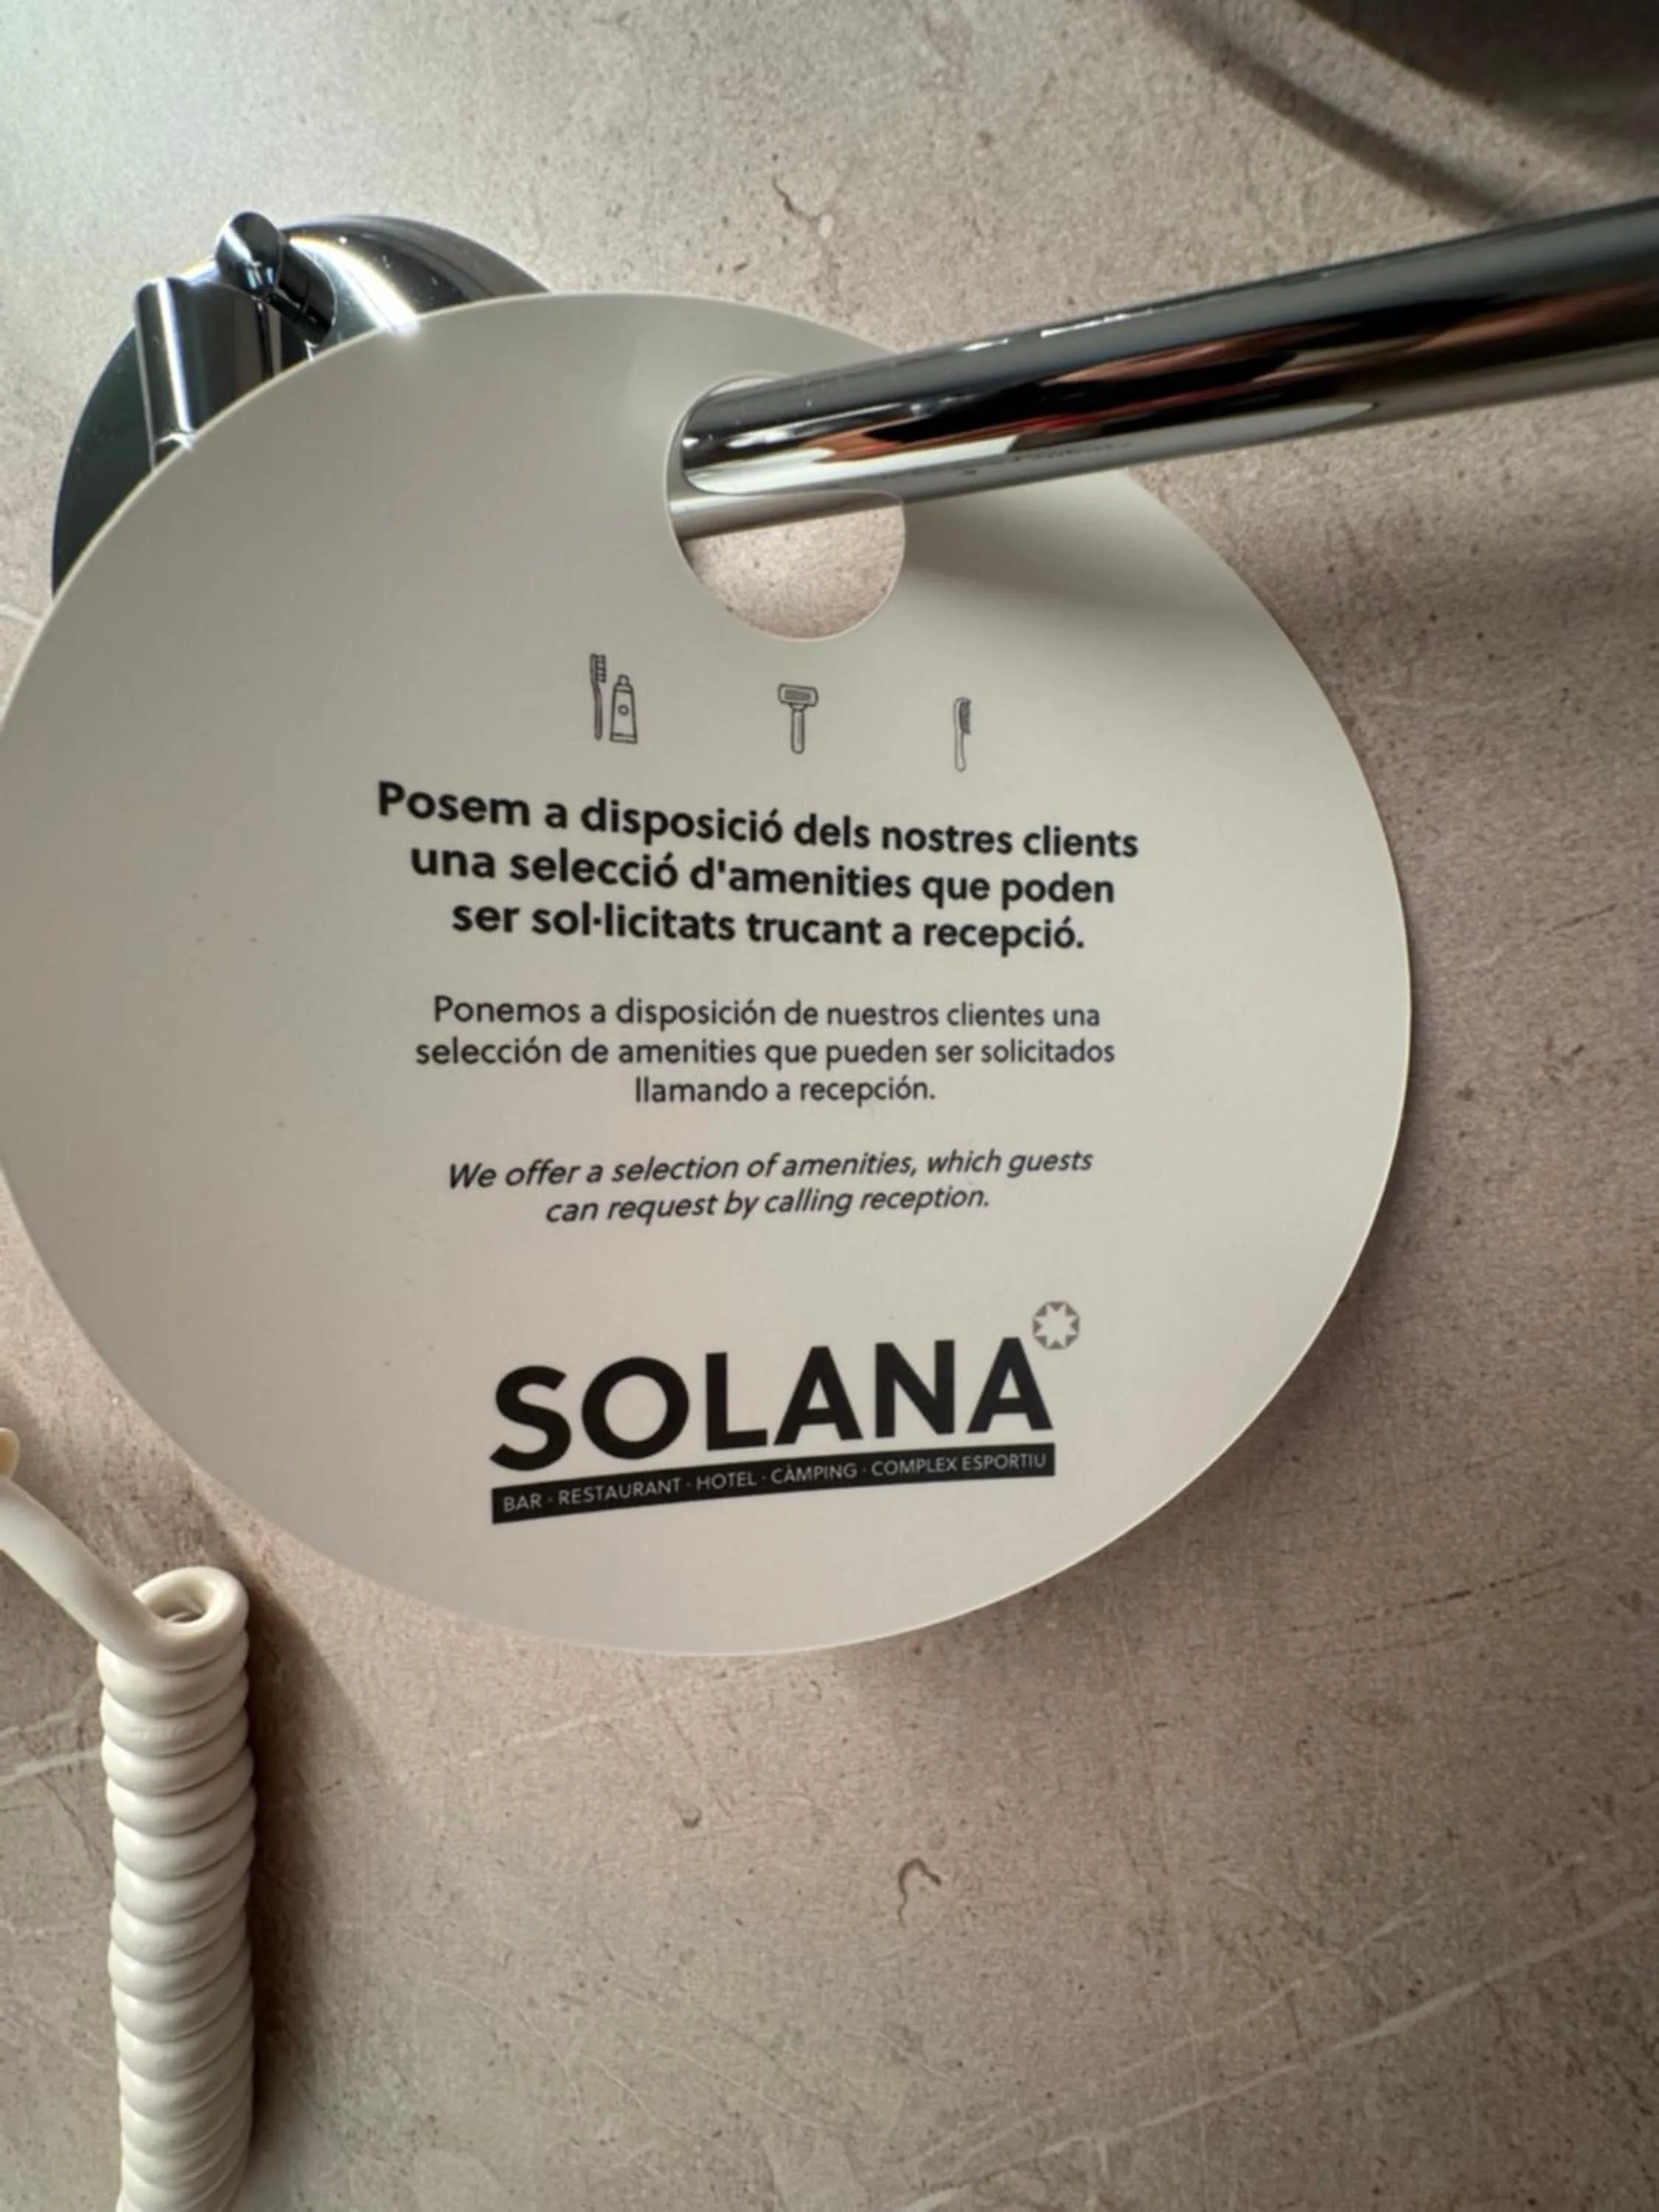 Posem a disposició dels nostres clients
una selecció d'amenities que poden
ser sol·licitats trucant a recepció.
Ponemos a disposición de nuestros clientes una
selección de amenities que pueden ser solicitados
llamando a recepción.
We offer a selection of amenities, which guests
can request by calling reception.
SOLANA
BAR · RESTAURANT · HOTEL · CÀMPING · COMPLEX ESPORTIU